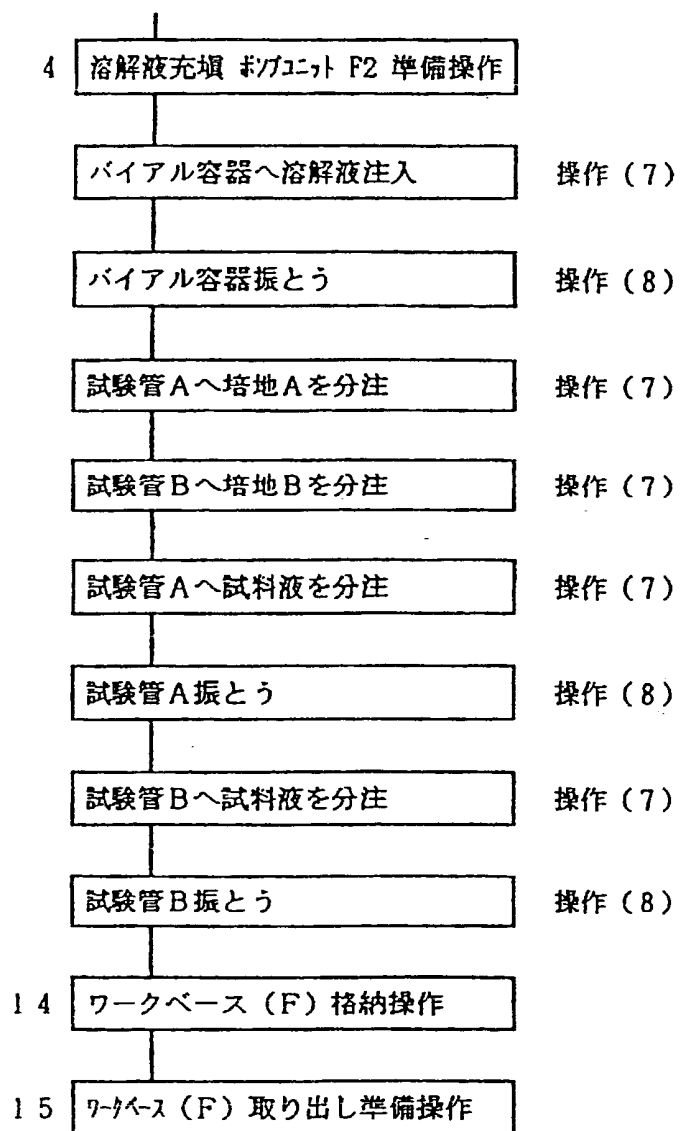 4 溶解液充塡 ポンプユニット F2 準備操作
バイアル容器へ溶解液注入 操作(7)
バイアル容器振とう 操作(8)
試験管Aへ培地Aを分注 操作(7)
試験管Bへ培地Bを分注 操作(7)
試験管Aへ試料液を分注 操作(7)
試験管A振とう 操作(8)
試験管Bへ試料液を分注 操作(7)
試験管B振とう 操作(8)
14 ワークベース(F)格納操作
15 ワークベース(F)取り出し準備操作